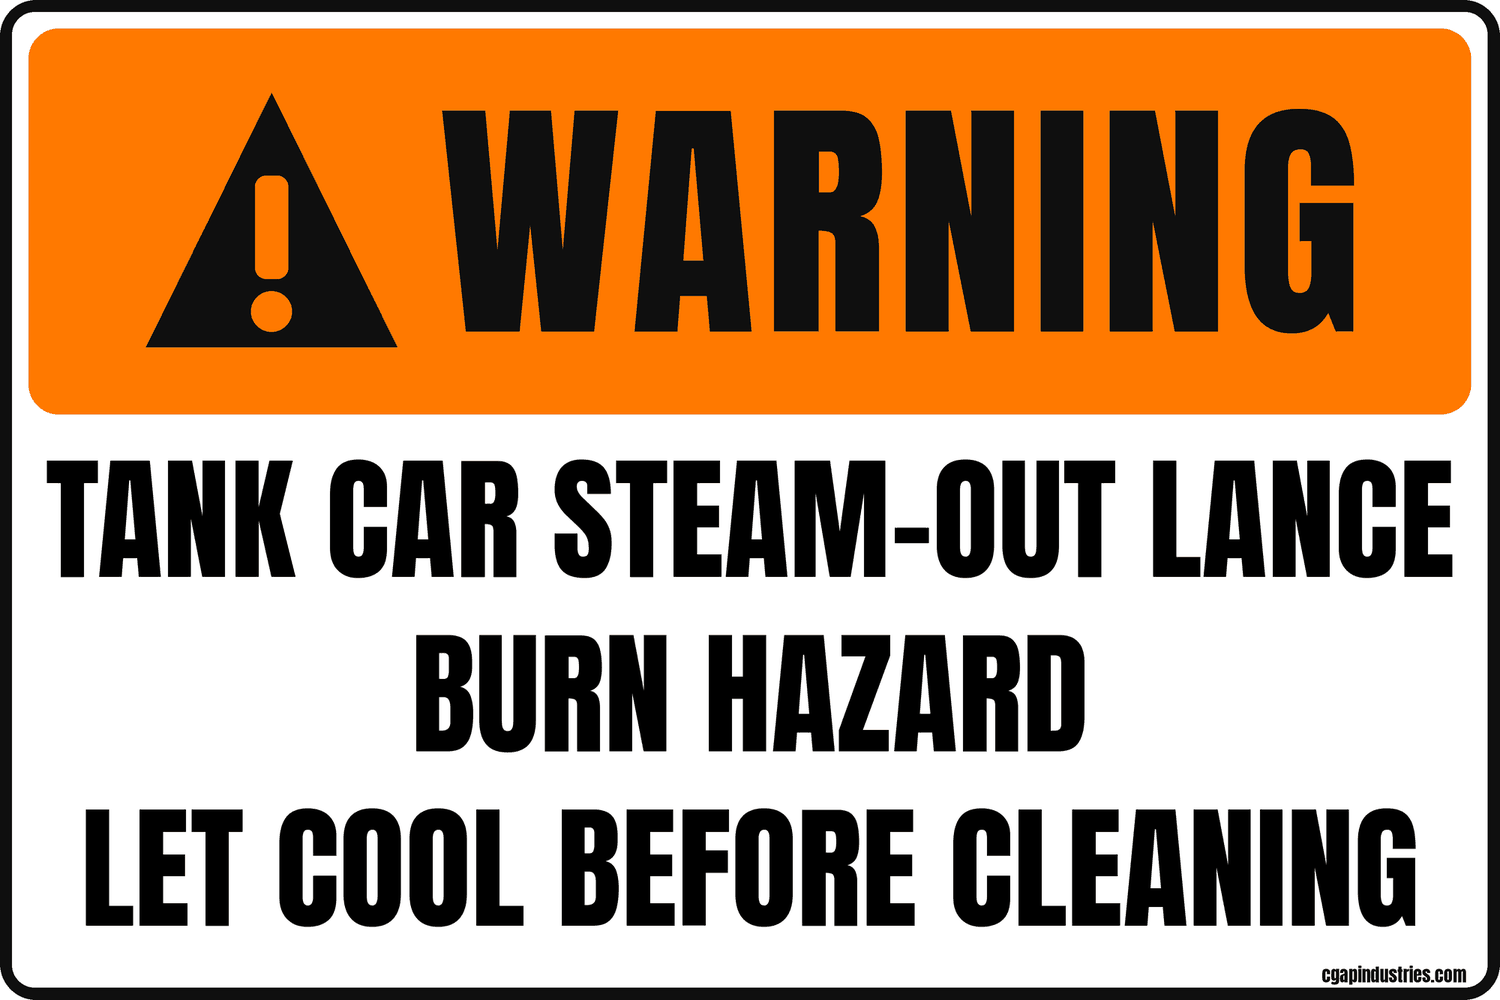 WARNING
TANK CAR STEAM-OUT LANCE
BURN HAZARD
LET COOL BEFORE CLEANING
cgapindustries.com